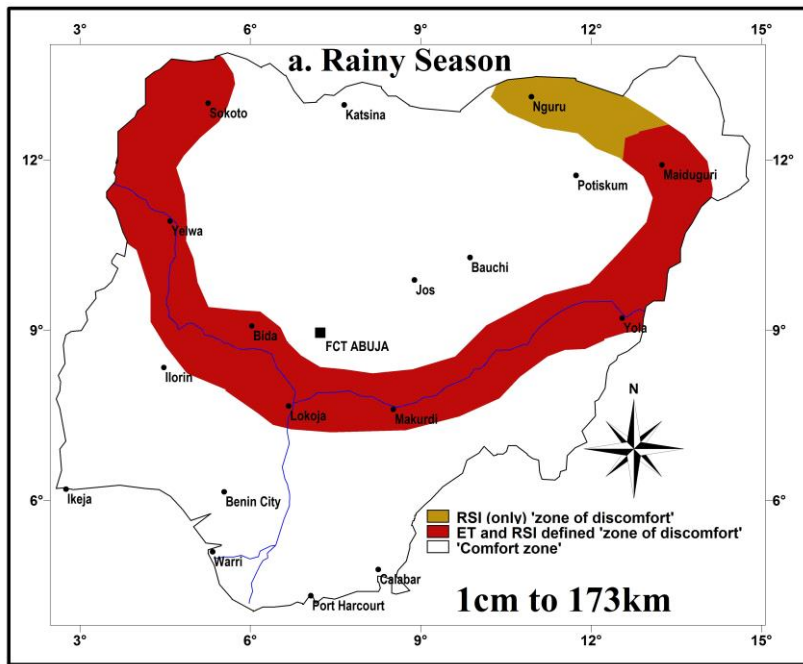 3° 6° 9° 12° 15°
a. Rainy Season
Sokoto
Katsina
Nguru
12° 12°
Maiduguri
Potiskum
Yelwa
Bauchi
Jos
9° 9°
Bida
FCT ABUJA
Yola
Ilorin
Lokoja
Makurdi
N
6° 6°
Ikeja
Benin City
RSI (only) 'zone of discomfort'
ET and RSI defined 'zone of discomfort'
'Comfort zone'
Warri
Calabar
Port Harcourt
1cm to 173km
3° 6° 9° 12° 15°